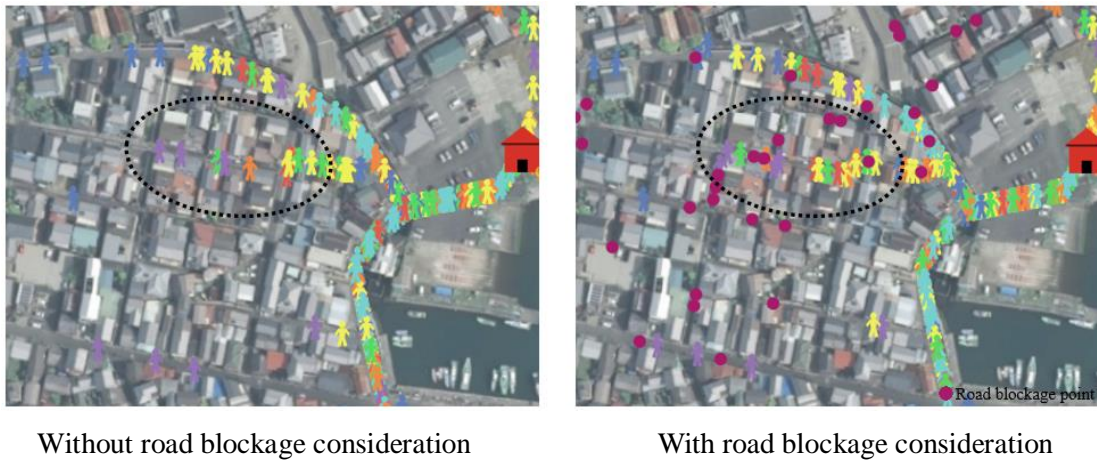 Road blockage point
Without road blockage consideration
With road blockage consideration